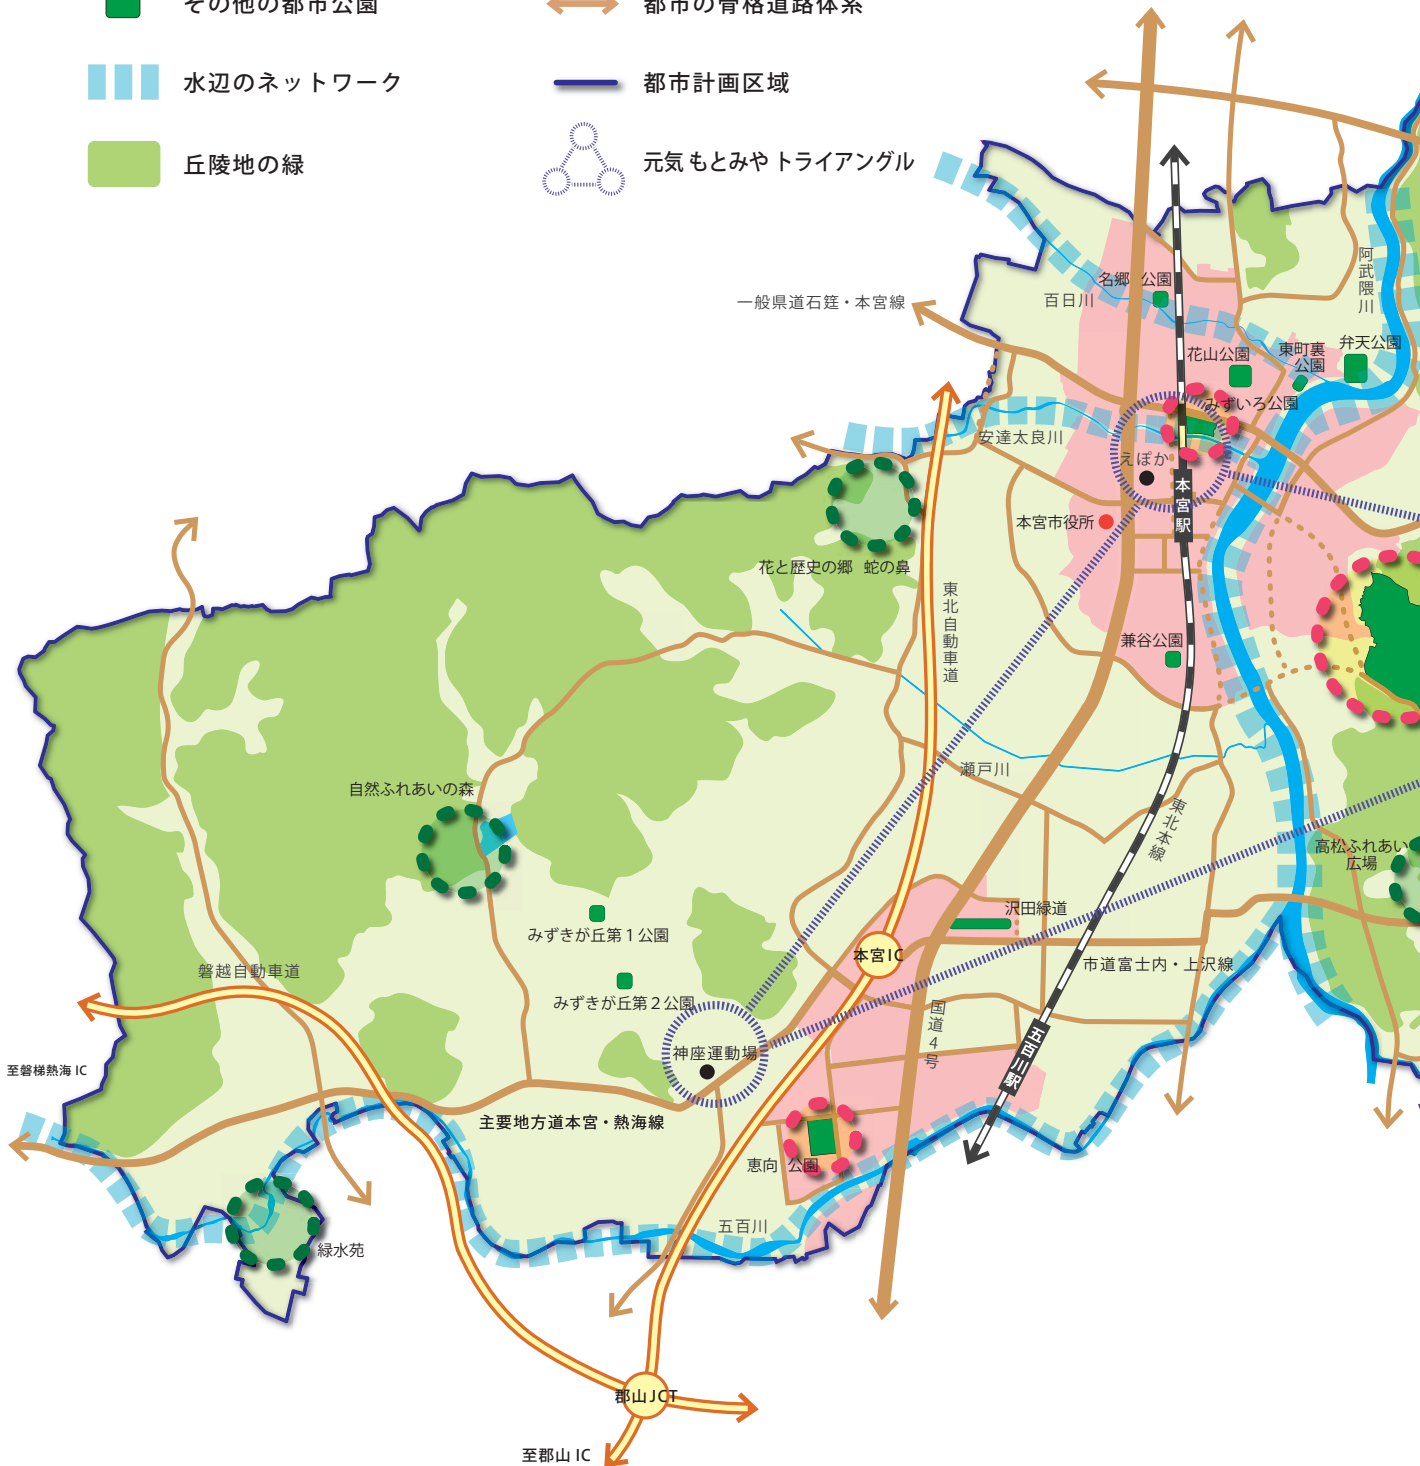 その他の都市公園
都市の骨格道路体系
水辺のネットワーク
都市計画区域
丘陵地の緑
元気 もとみや トライアングル
阿武隈川
名郷 公園
百日川
一般県道石筵・本宮線
弁天公園
東町裏
公園
花山公園
みずいろ公園
安達太良川
えぽか
本宮駅
本宮市役所
花と歴史の郷 蛇の鼻
東北自動車道
兼谷公園
瀬戸川
自然ふれあいの森
東北本線
高松ふれあい
広場
沢田緑道
みずきが丘第1公園
本宮IC
市道富士内・上沢線
磐越自動車道
みずきが丘第2公園
国道4号
五百川駅
神座運動場
至磐梯熱海 IC
主要地方道本宮・熱海線
恵向 公園
五百川
緑水苑
郡山JCT
至郡山 IC